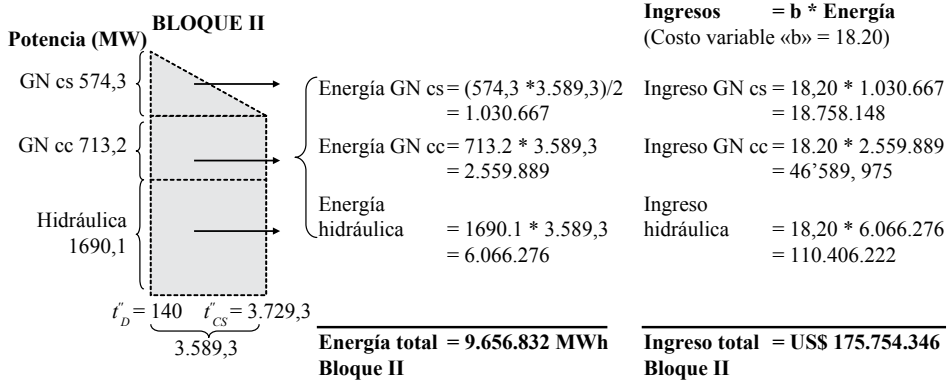 BLOQUE II
Potencia (MW)
GN cs 574,3
GN cc 713,2
Hidráulica
1690,1
t"D = 140 t"CS = 3.729,3
3.589,3
Energía GN cs = (574,3 *3.589,3)/2
= 1.030.667
Energía GN cc = 713.2 * 3.589,3
= 2.559.889
Energía
hidráulica = 1690.1 * 3.589,3
= 6.066.276
Energía total = 9.656.832 MWh
Bloque II
Ingresos = b * Energía
(Costo variable «b» = 18.20)
Ingreso GN cs = 18,20 * 1.030.667
= 18.758.148
Ingreso GN cc = 18.20 * 2.559.889
= 46’589, 975
Ingreso
hidráulica = 18,20 * 6.066.276
= 110.406.222
Ingreso total = US$ 175.754.346
Bloque II